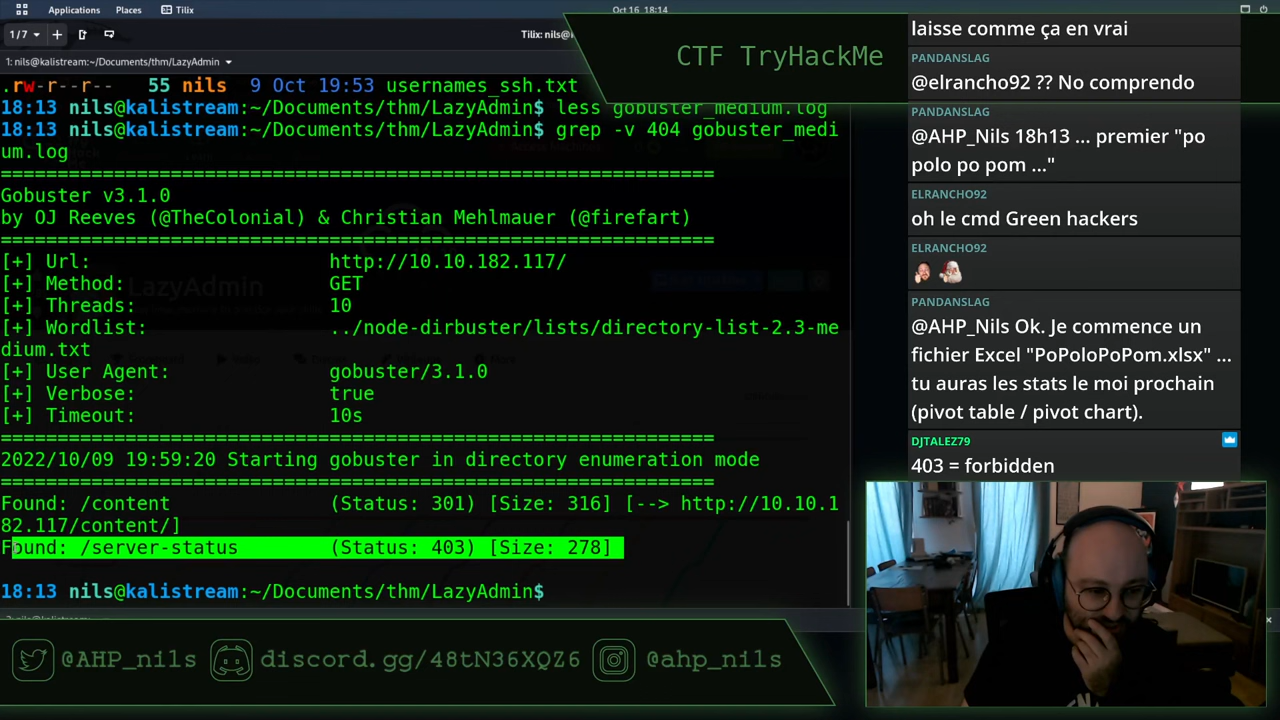 Applications Places Tilix
Oct 16, 18:14
1/7
Tilix: nils@
1: nils@kalistream:~/Documents/thm/LazyAdmin
.rw-r--r-- 55 nils 9 Oct 19:53 usernames_ssh.txt
18:13 nils@kalistream:~/Documents/thm/LazyAdmin$ less gobuster_medium.log
18:13 nils@kalistream:~/Documents/thm/LazyAdmin$ grep -v 404 gobuster_medi
um.log
===============================================================
Gobuster v3.1.0
by OJ Reeves (@TheColonial) & Christian Mehlmauer (@firefart)
===============================================================
[+] Url: http://10.10.182.117/
[+] Method: GET
[+] Threads: 10
[+] Wordlist: ../node-dirbuster/lists/directory-list-2.3-me
dium.txt
[+] User Agent: gobuster/3.1.0
[+] Verbose: true
[+] Timeout: 10s
===============================================================
2022/10/09 19:59:20 Starting gobuster in directory enumeration mode
===============================================================
Found: /content (Status: 301) [Size: 316] [--> http://10.10.1
82.117/content/]
Found: /server-status (Status: 403) [Size: 278]
18:13 nils@kalistream:~/Documents/thm/LazyAdmin$
LazyAdmin
CTF TryHackMe
laisse comme ça en vrai
PANDANSLAG
@elrancho92 ?? No comprendo
PANDANSLAG
@AHP_Nils 18h13 ... premier "po
polo po pom ..."
ELRANCHO92
oh le cmd Green hackers
ELRANCHO92
PANDANSLAG
@AHP_Nils Ok. Je commence un
fichier Excel "PoPoloPoPom.xlsx" ...
tu auras les stats le moi prochain
(pivot table / pivot chart).
DJTALEZ79
403 = forbidden
@AHP_nils
discord.gg/48tN36XQZ6
@ahp_nils